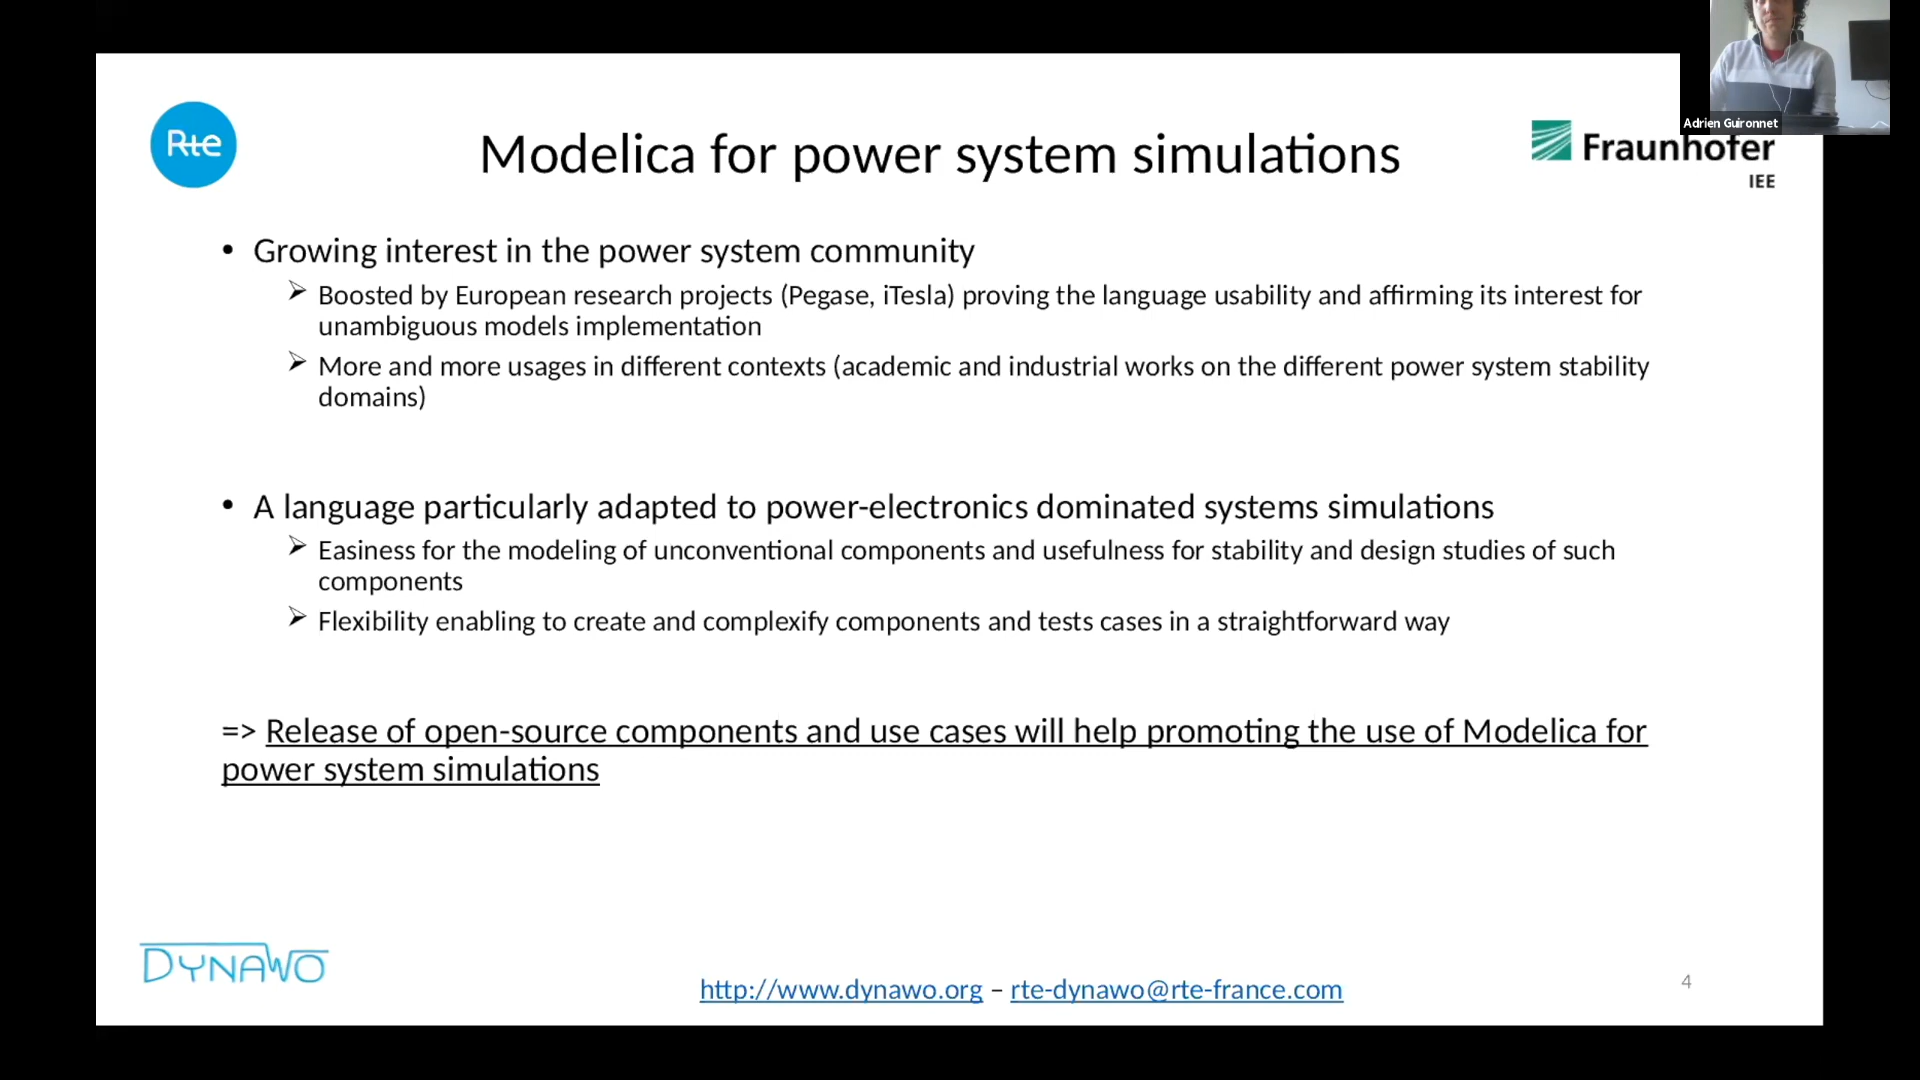 Adrien Guironnet
Rte
Modelica for power system simulations
Fraunhofer
IEE
• Growing interest in the power system community
➢ Boosted by European research projects (Pegase, iTesla) proving the language usability and affirming its interest for
unambiguous models implementation
➢ More and more usages in different contexts (academic and industrial works on the different power system stability
domains)
• A language particularly adapted to power-electronics dominated systems simulations
➢ Easiness for the modeling of unconventional components and usefulness for stability and design studies of such
components
➢ Flexibility enabling to create and complexify components and tests cases in a straightforward way
=> Release of open-source components and use cases will help promoting the use of Modelica for
power system simulations
DYNAWO
http://www.dynawo.org – rte-dynawo@rte-france.com
4